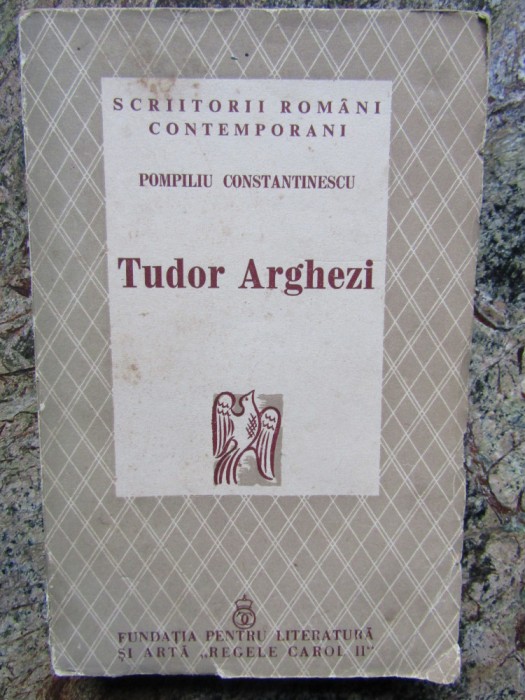 SCRIITORII ROMÂNI
CONTEMPORANI
POMPILIU CONSTANTINESCU
Tudor Arghezi
FUNDAȚIA PENTRU LITERATURĂ
ȘI ARTĂ „REGELE CAROL II"